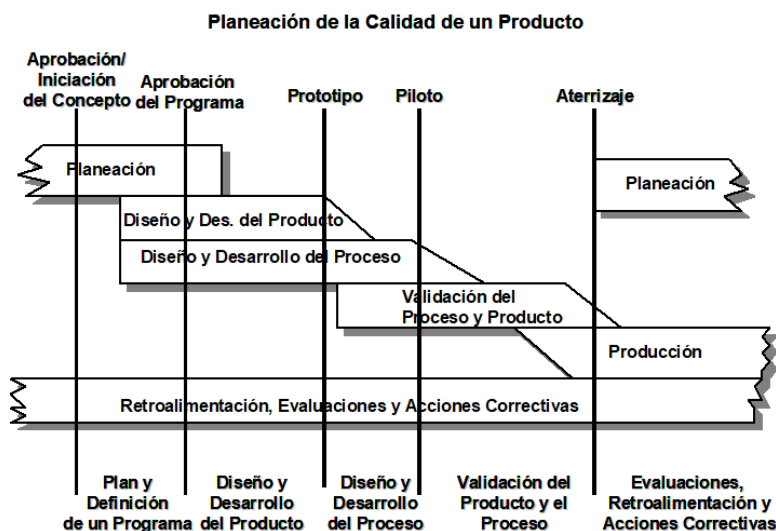 Planeación de la Calidad de un Producto
Aprobación/
Iniciación
del Concepto
Aprobación
del Programa
Prototipo
Piloto
Aterrizaje
Planeación
Planeación
Diseño y Des. del Producto
Diseño y Desarrollo del Proceso
Validación del
Proceso y Producto
Producción
Retroalimentación, Evaluaciones y Acciones Correctivas
Plan y
Definición
de un Programa
Diseño y
Desarrollo
del Producto
Diseño y
Desarrollo
del Proceso
Validación del
Producto y el
Proceso
Evaluaciones,
Retroalimentación y
Acciones Correctivas